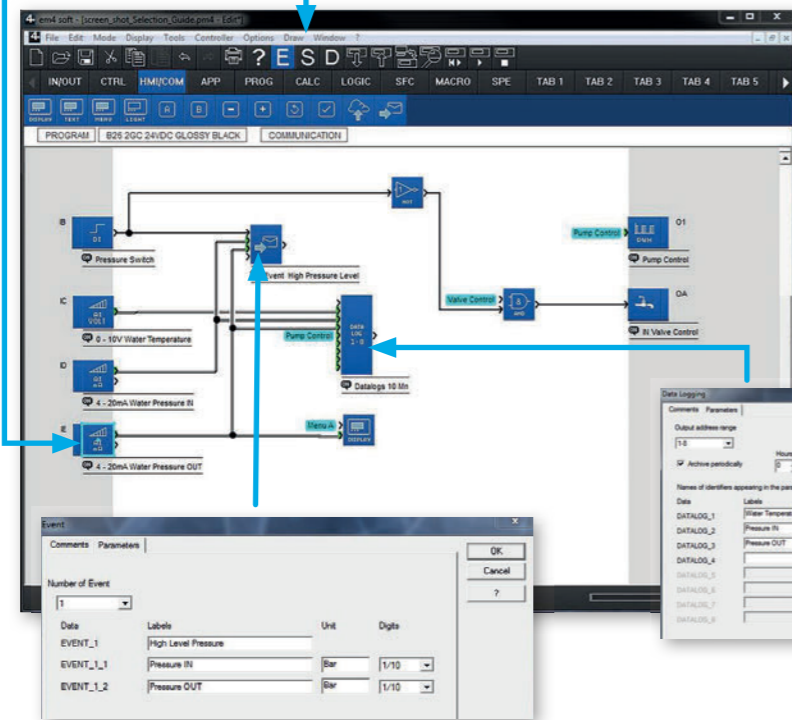 em4 soft - [screen_shot_Selection_Guide.pm4 - Edit*]
File Edit Mode Display Tools Controller Options Draw Window ?
? E S D
IN/OUT CTRL HMI/COM APP PROG CALC LOGIC SFC MACRO SPE TAB 1 TAB 2 TAB 3 TAB 4 TAB 5
A B - +
DISPLAY TEXT MENU LIGHT
PROGRAM B26 2GC 24VDC GLOSSY BLACK COMMUNICATION
NOT
IB
DI
Pressure Switch
Event High Pressure Level
Pump Control
PWM
O1
Pump Control
IC
VOLT
0 - 10V Water Temperature
Pump Control
DATA
LOG
1-8
Datalogs 10 Mn
Valve Control
AND
OA
IN Valve Control
ID
4 - 20mA Water Pressure IN
Menu A
DISPLAY
4 - 20mA Water Pressure OUT
Data Logging
Comments Parameters
Output address range
1-8
Archive periodically
Hours
0
Names of identifiers appearing in the para
Data Labels
DATALOG_1 Water Temperat
DATALOG_2 Pressure IN
DATALOG_3 Pressure OUT
DATALOG_4
DATALOG_5
DATALOG_6
DATALOG_7
DATALOG_8
Event
Comments Parameters
OK
Cancel
?
Number of Event
1
Data Labels Unit Digits
EVENT_1 High Level Pressure
EVENT_1_1 Pressure IN Bar 1/10
EVENT_1_2 Pressure OUT Bar 1/10